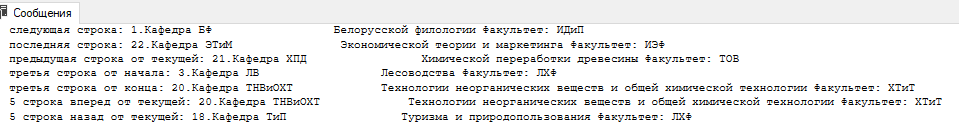 Сообщения
следующая строка: 1.Кафедра БФ Белорусской филологии Факультет: ИДиП
последняя строка: 22.Кафедра ЭТиМ Экономической теории и маркетинга Факультет: ИЭФ
предыдущая строка от текущей: 21.Кафедра ХПД Химической переработки древесины Факультет: ТОВ
третья строка от начала: 3.Кафедра ЛВ Лесоводства Факультет: ЛХФ
третья строка от конца: 20.Кафедра ТНВиОХТ Технологии неорганических веществ и общей химической технологии Факультет: ХТиТ
5 строка вперед от текущей: 20.Кафедра ТНВиОХТ Технологии неорганических веществ и общей химической технологии Факультет: ХТиТ
5 строка назад от текущей: 18.Кафедра ТиП Туризма и природопользования Факультет: ЛХФ